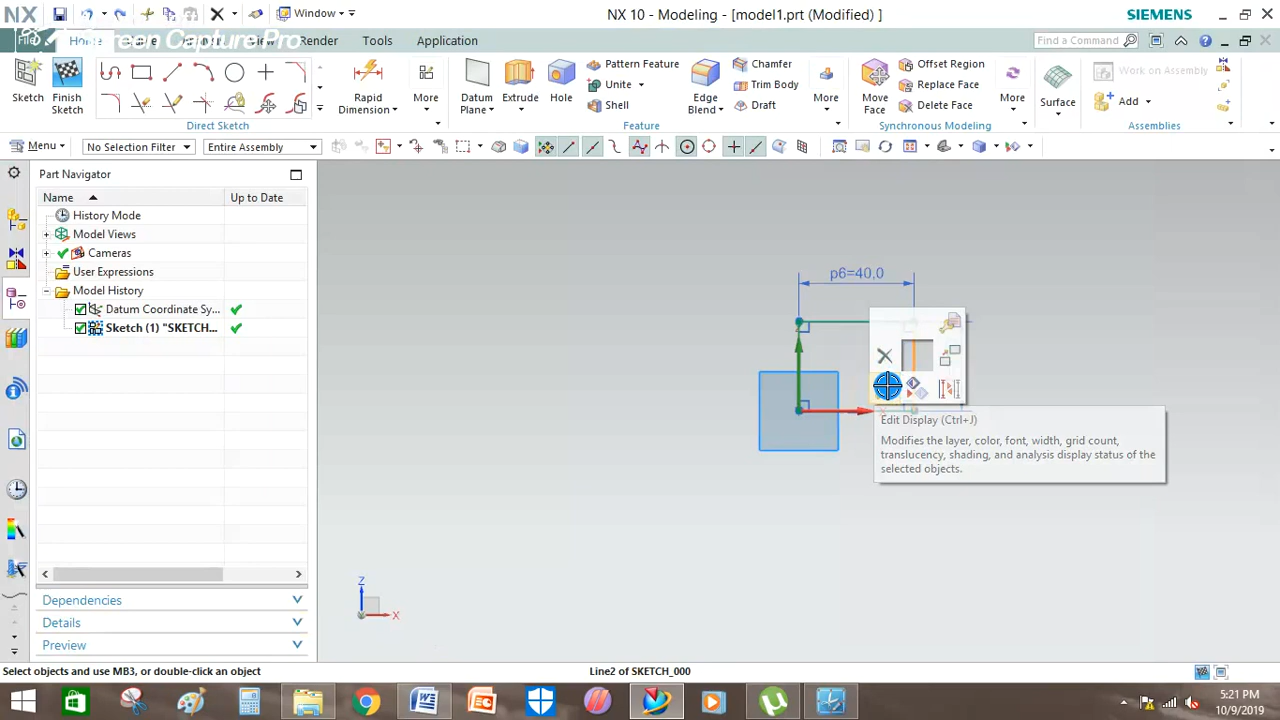 NX
Window
NX 10 - Modeling - [model1.prt (Modified) ]
SIEMENS
File
Home
Render
Tools
Application
Screen Capture Pro
Find a Command
Sketch
Finish
Sketch
Rapid
Dimension
More
Datum
Plane
Extrude
Hole
Pattern Feature
Unite
Shell
Edge
Blend
Chamfer
Trim Body
Draft
More
Move
Face
Offset Region
Replace Face
Delete Face
More
Surface
Work on Assembly
Add
Direct Sketch
Feature
Synchronous Modeling
Assemblies
Menu
No Selection Filter
Entire Assembly
Part Navigator
Name
Up to Date
History Mode
Model Views
Cameras
User Expressions
Model History
Datum Coordinate Sy...
Sketch (1) "SKETCH...
Dependencies
Details
Preview
p6=40,0
Edit Display (Ctrl+J)
Modifies the layer, color, font, width, grid count,
translucency, shading, and analysis display status of the
selected objects.
Z
X
Select objects and use MB3, or double-click an object
Line2 of SKETCH_000
5:21 PM
10/9/2019